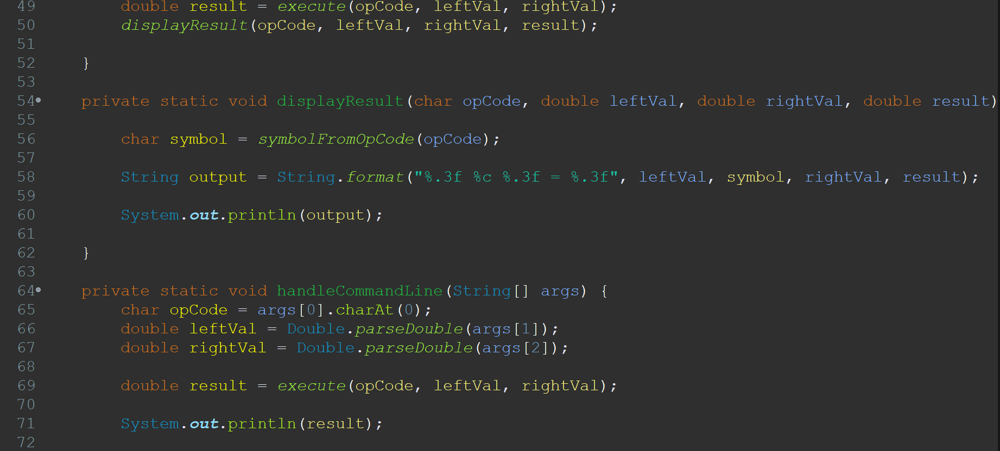 49 double result = execute(opCode, leftVal, rightVal);
50 displayResult(opCode, leftVal, rightVal, result);
51
52 }
53
54 private static void displayResult(char opCode, double leftVal, double rightVal, double result)
55
56 char symbol = symbolFromOpCode(opCode);
57
58 String output = String.format("%.3f %c %.3f = %.3f", leftVal, symbol, rightVal, result);
59
60 System.out.println(output);
61
62 }
63
64 private static void handleCommandLine(String[] args) {
65 char opCode = args[0].charAt(0);
66 double leftVal = Double.parseDouble(args[1]);
67 double rightVal = Double.parseDouble(args[2]);
68
69 double result = execute(opCode, leftVal, rightVal);
70
71 System.out.println(result);
72